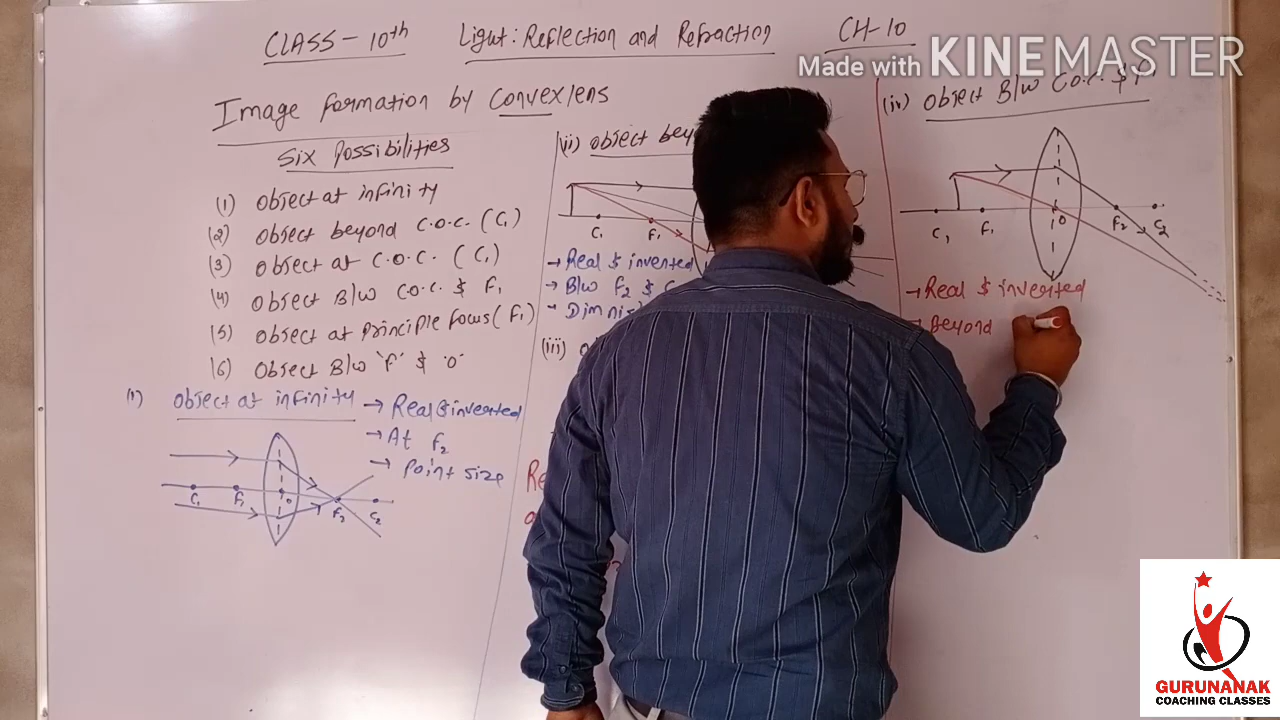 CLASS - 10th Light: Reflection and Refraction CH-10
Made with KINEMASTER
Image formation by Convex lens
Six Possibilities
(1) Object at infinity
(2) Object beyond C.O.C. (C1)
(3) Object at C.O.C. (C1)
(4) Object B/w C.O.C. & F1
(5) Object at Principle focus (F1)
(6) Object B/w 'F' & 'O'
(1) Object at infinity
→ Real & inverted
→ At F2
→ Point size
C1 F1 O F2 C2
(ii) Object bey
C1 F1
→ Real & inverted
→ B/w F2 &
(iii)
(iv) Object B/w C.O.C. & F1
C1 F1 O F2 C2
→ Real & inverted
→ Beyond
GURUNANAK
COACHING CLASSES